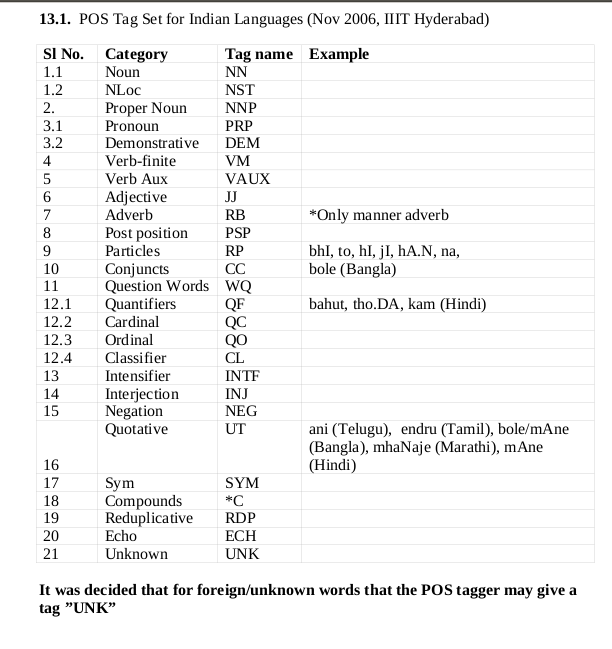 13.1. POS Tag Set for Indian Languages (Nov 2006, IIIT Hyderabad)
Sl No. Category Tag name Example
1.1 Noun NN
1.2 NLoc NST
2. Proper Noun NNP
3.1 Pronoun PRP
3.2 Demonstrative DEM
4 Verb-finite VM
5 Verb Aux VAUX
6 Adjective JJ
7 Adverb RB *Only manner adverb
8 Post position PSP
9 Particles RP bhI, to, hI, jI, hA.N, na,
10 Conjuncts CC bole (Bangla)
11 Question Words WQ
12.1 Quantifiers QF bahut, tho.DA, kam (Hindi)
12.2 Cardinal QC
12.3 Ordinal QO
12.4 Classifier CL
13 Intensifier INTF
14 Interjection INJ
15 Negation NEG
Quotative UT ani (Telugu), endru (Tamil), bole/mAne
(Bangla), mhaNaje (Marathi), mAne
16 (Hindi)
17 Sym SYM
18 Compounds *C
19 Reduplicative RDP
20 Echo ECH
21 Unknown UNK
It was decided that for foreign/unknown words that the POS tagger may give a
tag ”UNK”